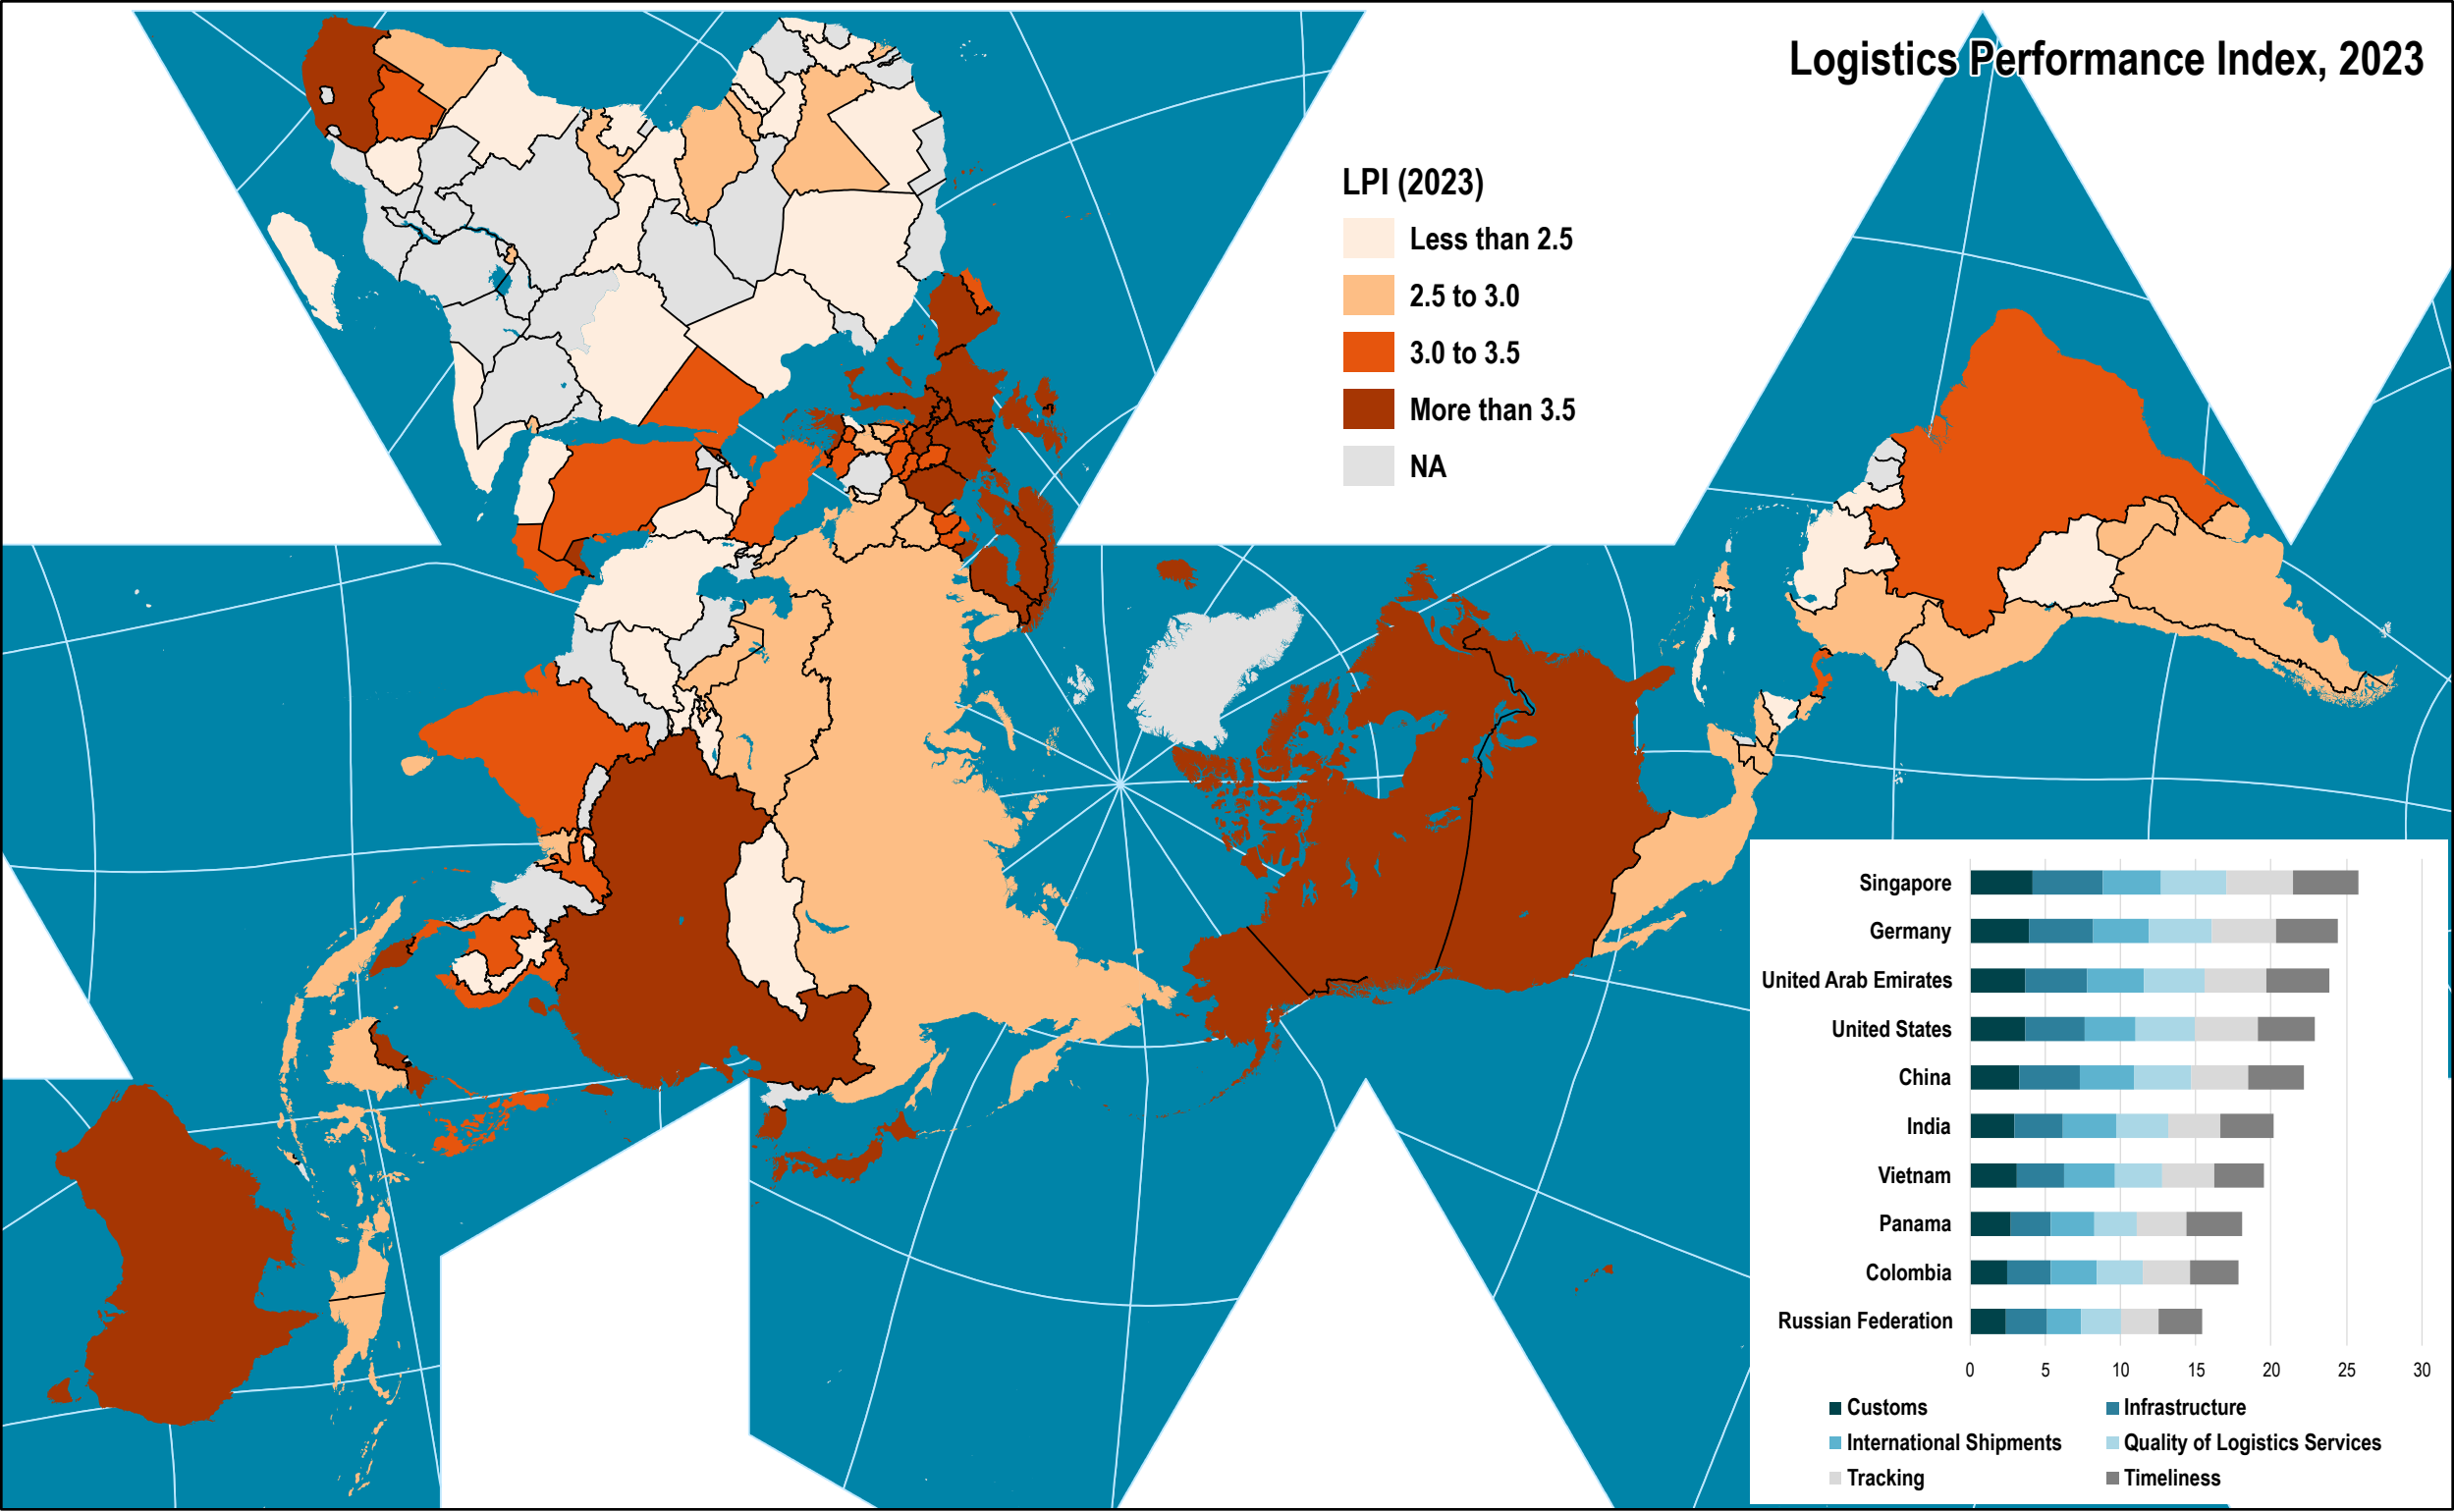 Logistics Performance Index, 2023
LPI (2023)
Less than 2.5
2.5 to 3.0
3.0 to 3.5
More than 3.5
NA
Singapore
Germany
United Arab Emirates
United States
China
India
Vietnam
Panama
Colombia
Russian Federation
0 5 10 15 20 25 30
Customs Infrastructure
International Shipments Quality of Logistics Services
Tracking Timeliness